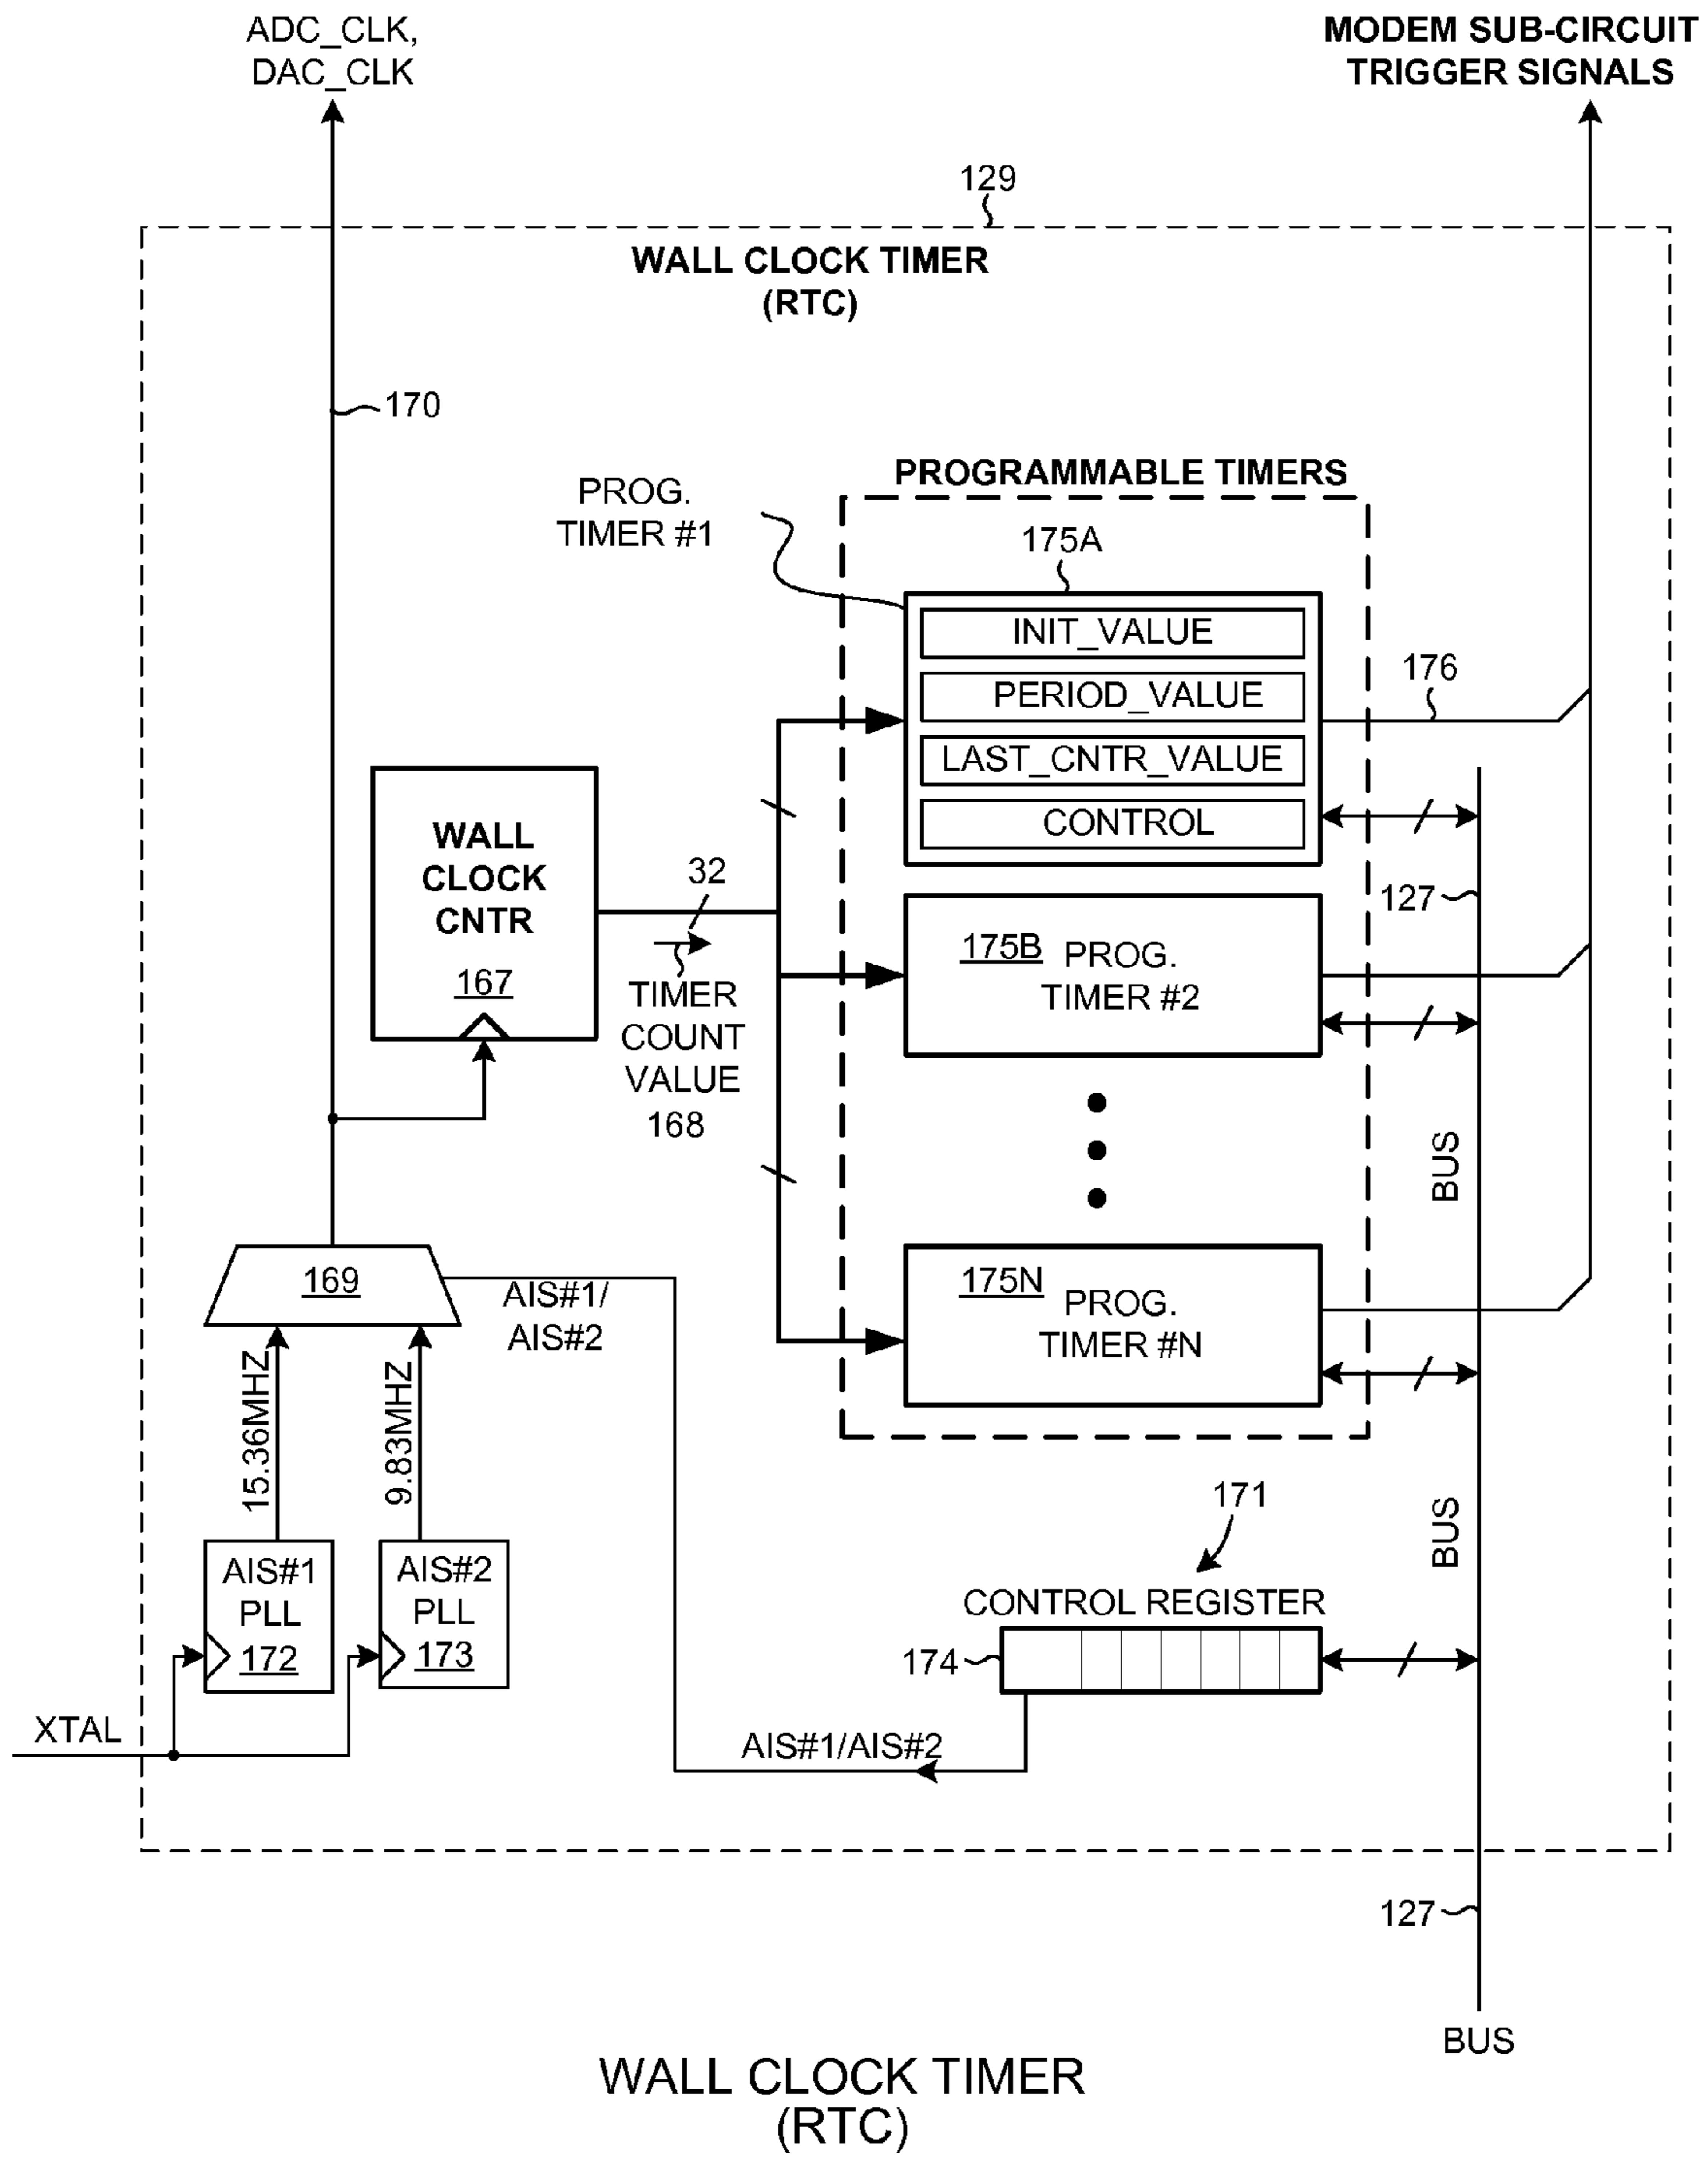 ADC_CLK,
DAC_CLK
MODEM SUB-CIRCUIT
TRIGGER SIGNALS
129
WALL CLOCK TIMER
(RTC)
170
PROGRAMMABLE TIMERS
PROG.
TIMER #1
175A
INIT_VALUE
PERIOD_VALUE
LAST_CNTR_VALUE
CONTROL
176
WALL
CLOCK
CNTR
167
32
TIMER
COUNT
VALUE
168
127
175B PROG.
TIMER #2
BUS
175N PROG.
TIMER #N
169
AIS#1/
AIS#2
15.36MHZ
9.83MHZ
BUS
171
CONTROL REGISTER
174
AIS#1
PLL
172
AIS#2
PLL
173
XTAL
AIS#1/AIS#2
127
BUS
WALL CLOCK TIMER
(RTC)